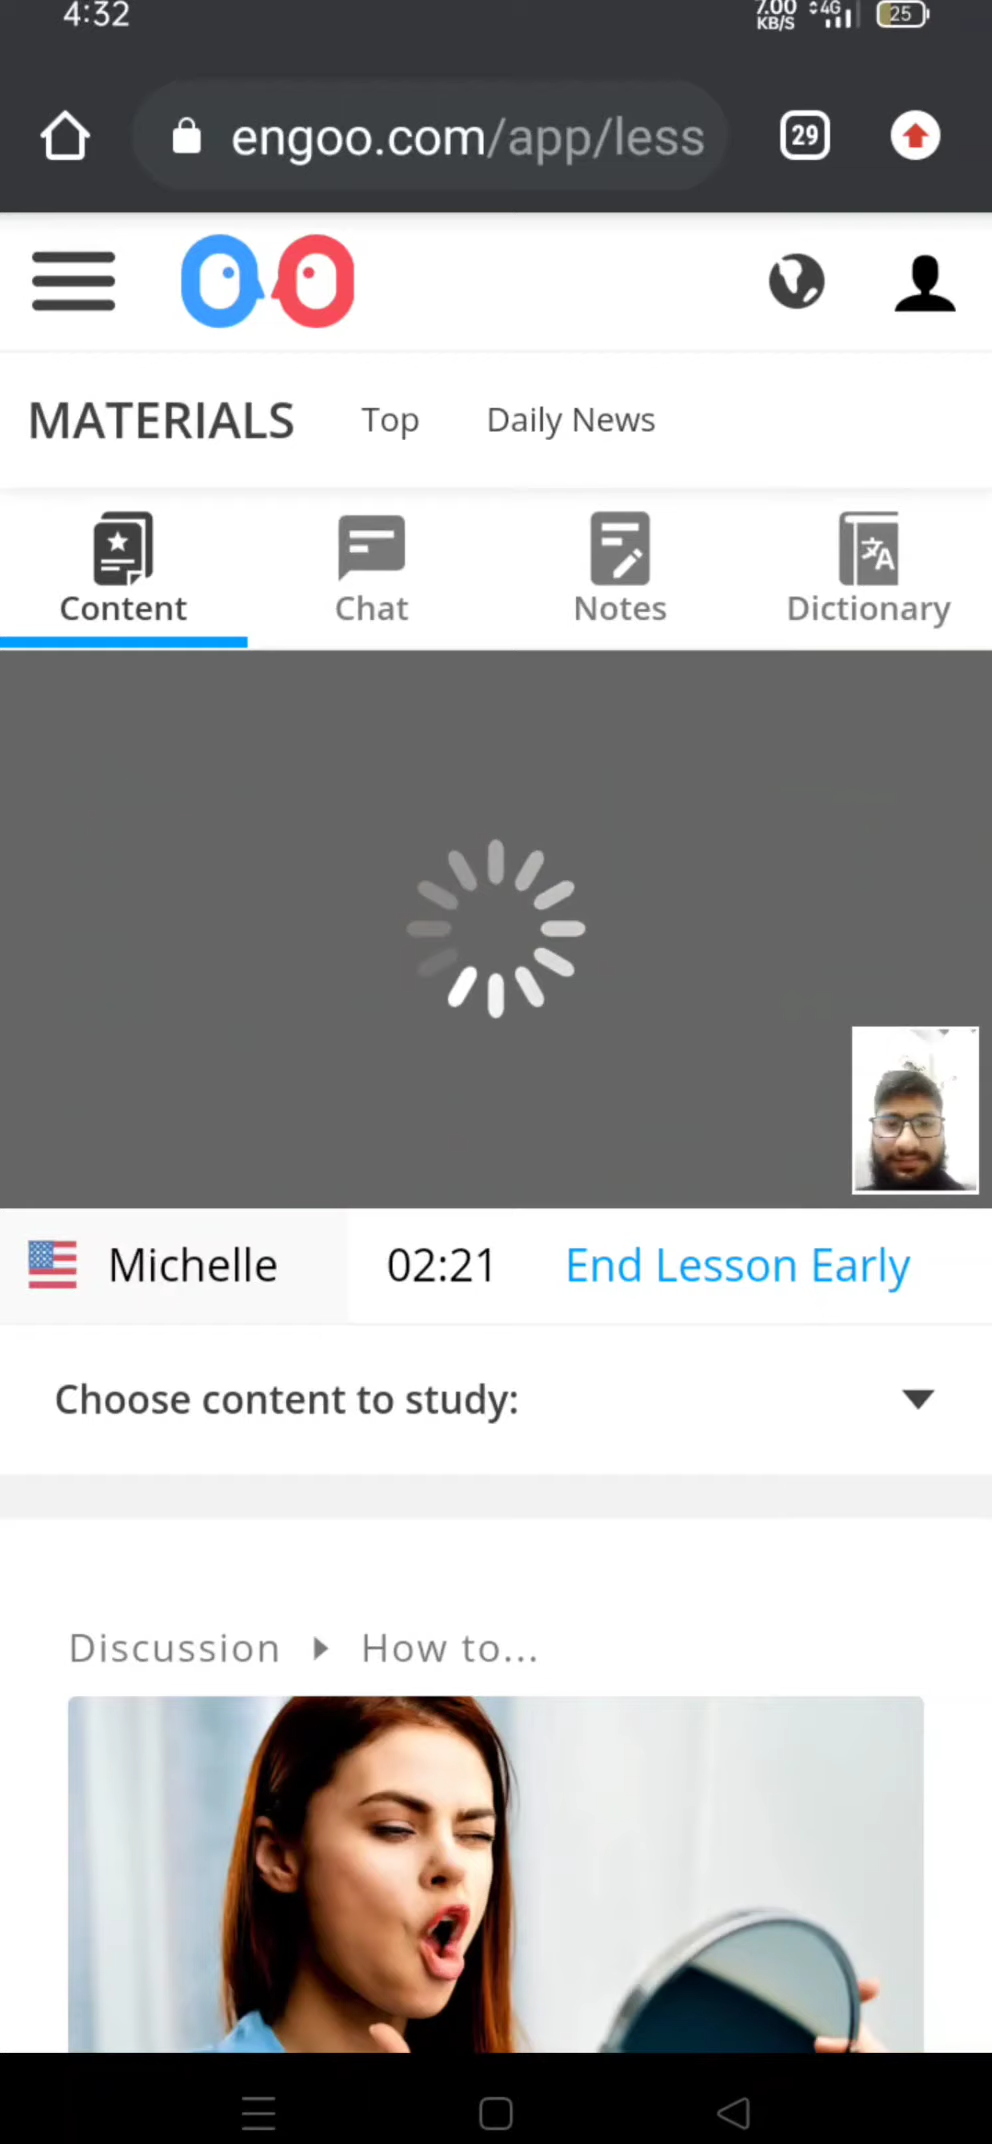 4:32
7.00 KB/S 4G 25
engoo.com/app/less
29
MATERIALS Top Daily News
Content Chat Notes Dictionary
Michelle 02:21 End Lesson Early
Choose content to study:
Discussion How to...